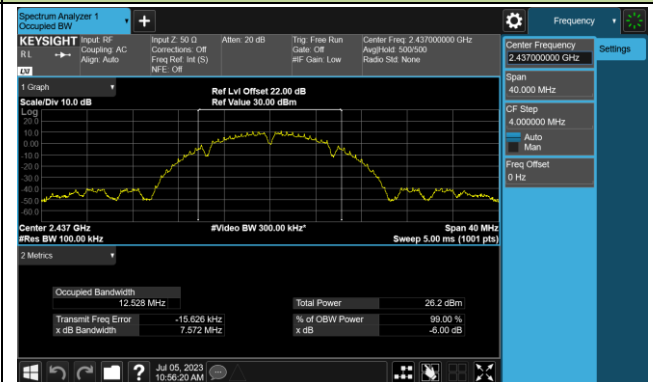 Spectrum Analyzer 1
Occupied BW
+
Frequency
KEYSIGHT
R L
LXI
Input: RF
Coupling: AC
Align: Auto
Input Z: 50 Ω
Corrections: Off
Freq Ref: Int (S)
NFE: Off
Atten: 20 dB
Trig: Free Run
Gate: Off
#IF Gain: Low
Center Freq: 2.437000000 GHz
Avg|Hold: 500/500
Radio Std: None
Center Frequency
2.437000000 GHz
Settings
Span
40.000 MHz
CF Step
4.000000 MHz
Auto
Man
Freq Offset
0 Hz
1 Graph
Scale/Div 10.0 dB
Ref Lvl Offset 22.00 dB
Ref Value 30.00 dBm
Log
20.0
10.0
0.00
-10.0
-20.0
-30.0
-40.0
-50.0
-60.0
Center 2.437 GHz
#Res BW 100.00 kHz
#Video BW 300.00 kHz*
Span 40 MHz
Sweep 5.00 ms (1001 pts)
2 Metrics
Occupied Bandwidth
12.528 MHz
Total Power 26.2 dBm
Transmit Freq Error -15.626 kHz
% of OBW Power 99.00 %
x dB Bandwidth 7.572 MHz
x dB -6.00 dB
?
Jul 05, 2023
10:56:20 AM